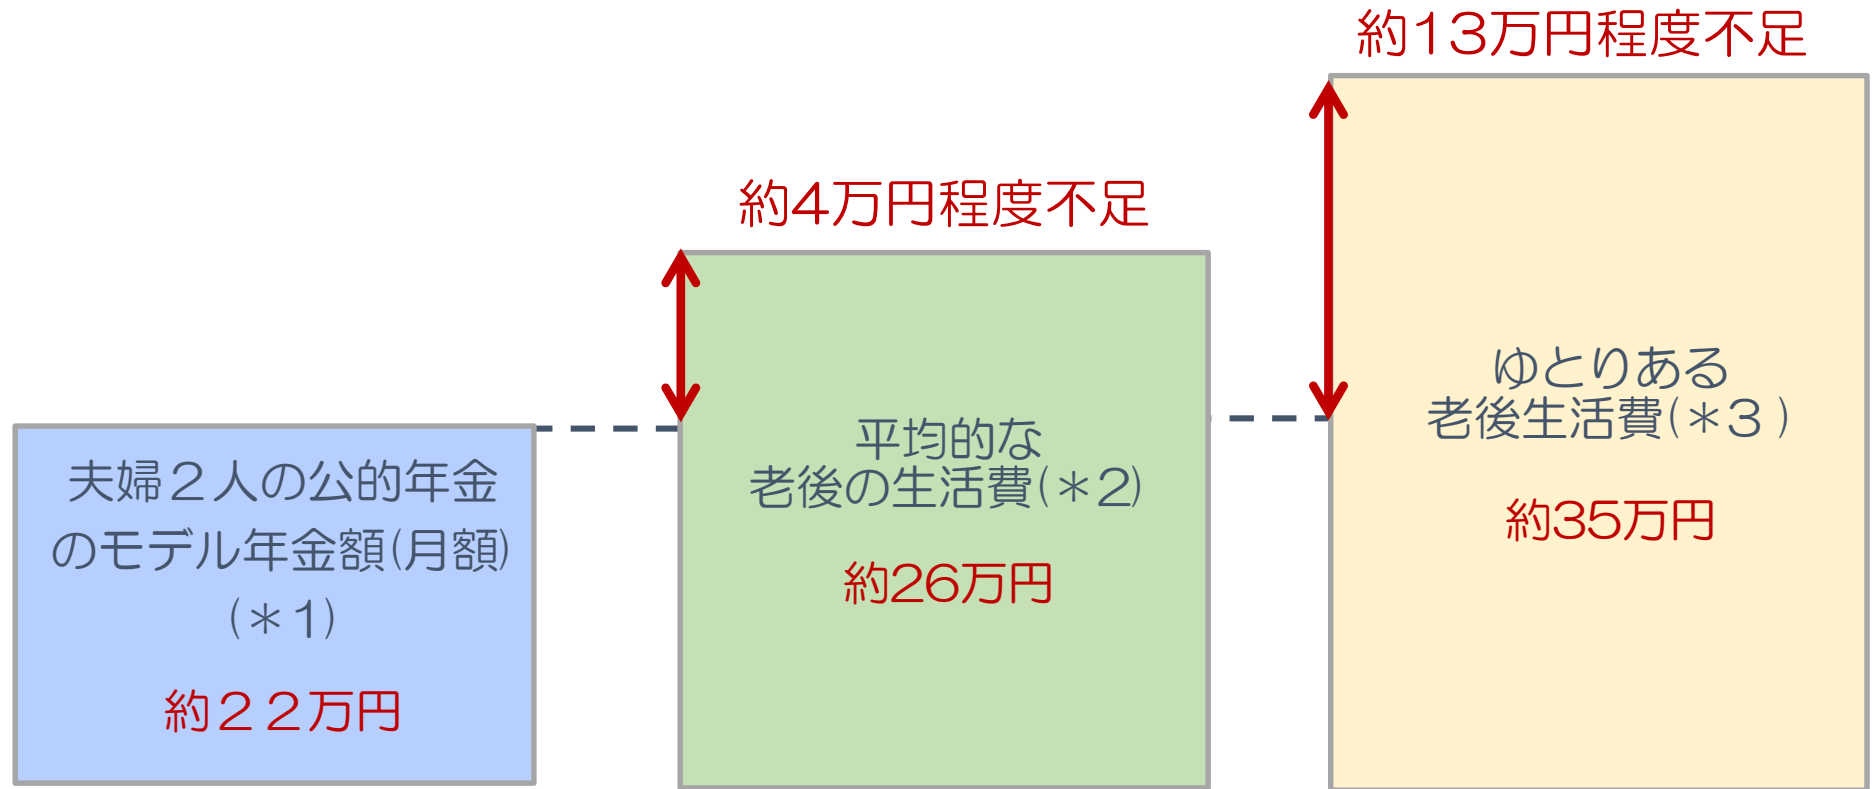 約13万円程度不足
約4万円程度不足
夫婦２人の公的年金
のモデル年金額(月額)
(＊１)
約２２万円
平均的な
老後の生活費(＊2)
約26万円
ゆとりある
老後生活費(＊３)
約35万円